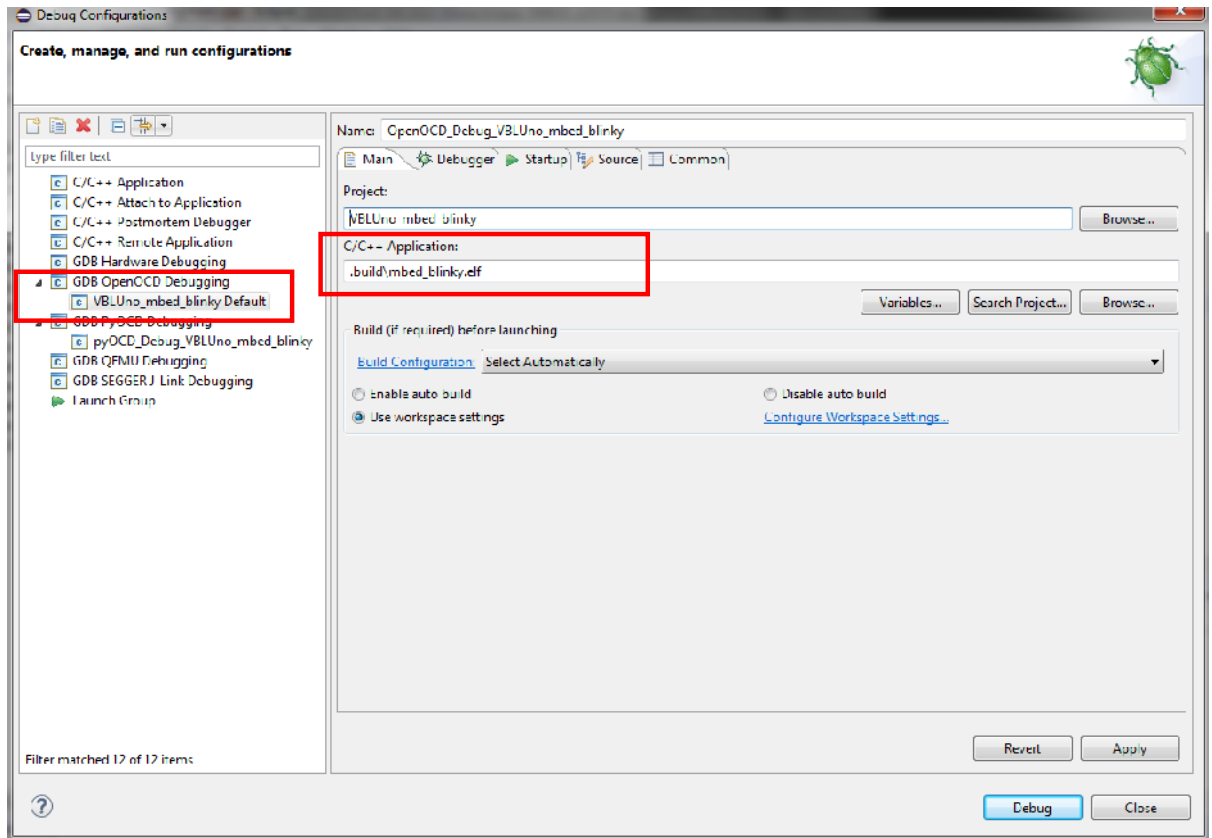 Debug Configurations
Create, manage, and run configurations
type filter text
C/C++ Application
C/C++ Attach to Application
C/C++ Postmortem Debugger
C/C++ Remote Application
GDB Hardware Debugging
GDB OpenOCD Debugging
VBLUno_mbed_blinky Default
GDB PyOCD Debugging
pyOCD_Debug_VBLUno_mbed_blinky
GDB QEMU Debugging
GDB SEGGER J-Link Debugging
Launch Group
Filter matched 12 of 12 items
Name: OpenOCD_Debug_VBLUno_mbed_blinky
Main Debugger Startup Source Common
Project:
VBLUno_mbed_blinky
Browse...
C/C++ Application:
.build\mbed_blinky.elf
Variables... Search Project... Browse...
Build (if required) before launching
Build Configuration: Select Automatically
Enable auto build Disable auto build
Use workspace settings Configure Workspace Settings...
Revert Apply
Debug Close